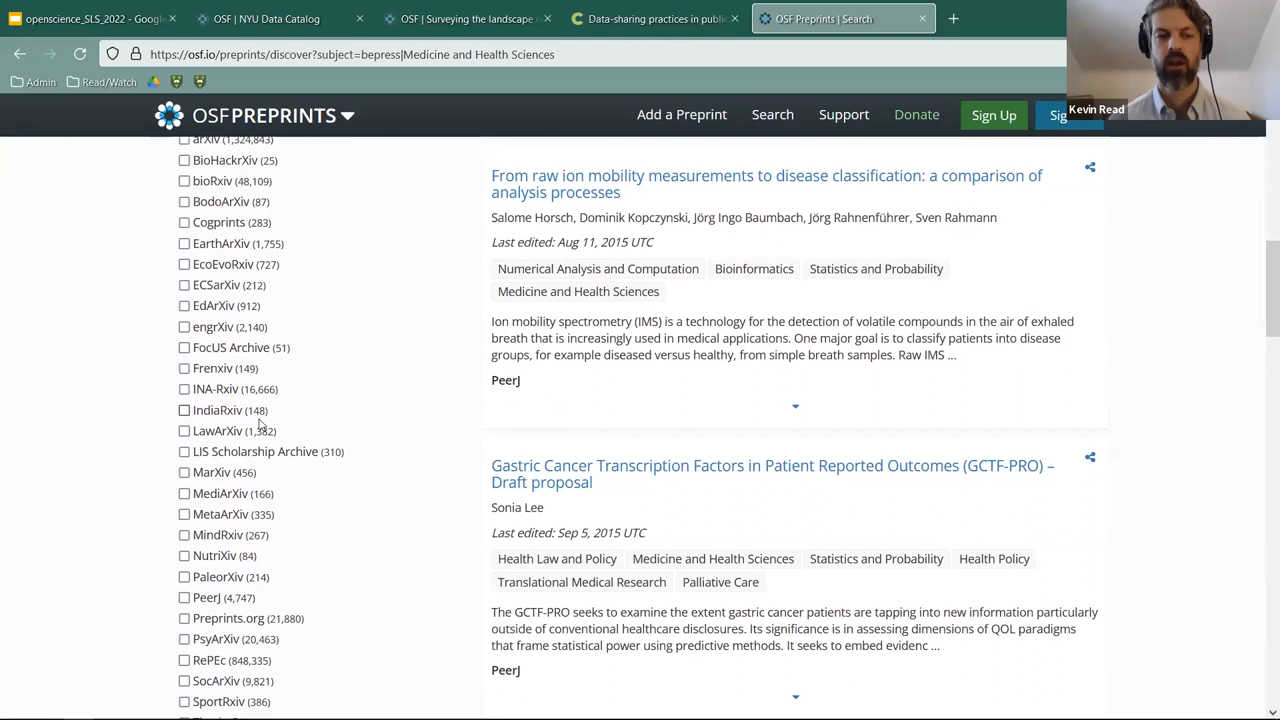 openscience_SLS_2022 - Googl
OSF | NYU Data Catalog
OSF | Surveying the landscape
Data-sharing practices in public
OSF Preprints | Search
https://osf.io/preprints/discover?subject=bepress|Medicine and Health Sciences
Admin
Read/Watch
Kevin Read
OSFPREPRINTS
Add a Preprint
Search
Support
Donate
Sign Up
Sig
arXiv (1,324,843)
BioHackrXiv (25)
bioRxiv (48,109)
BodoArXiv (87)
Cogprints (283)
EarthArXiv (1,755)
EcoEvoRxiv (727)
ECSarXiv (212)
EdArXiv (912)
engrXiv (2,140)
FocUS Archive (51)
Frenxiv (149)
INA-Rxiv (16,666)
IndiaRxiv (148)
LawArXiv (1,382)
LIS Scholarship Archive (310)
MarXiv (456)
MediArXiv (166)
MetaArXiv (335)
MindRxiv (267)
NutriXiv (84)
PaleorXiv (214)
PeerJ (4,747)
Preprints.org (21,880)
PsyArXiv (20,463)
RePEc (848,335)
SocArXiv (9,821)
SportRxiv (386)
From raw ion mobility measurements to disease classification: a comparison of
analysis processes
Salome Horsch, Dominik Kopczynski, Jörg Ingo Baumbach, Jörg Rahnenführer, Sven Rahmann
Last edited: Aug 11, 2015 UTC
Numerical Analysis and Computation
Bioinformatics
Statistics and Probability
Medicine and Health Sciences
Ion mobility spectrometry (IMS) is a technology for the detection of volatile compounds in the air of exhaled
breath that is increasingly used in medical applications. One major goal is to classify patients into disease
groups, for example diseased versus healthy, from simple breath samples. Raw IMS ...
PeerJ
Gastric Cancer Transcription Factors in Patient Reported Outcomes (GCTF-PRO) –
Draft proposal
Sonia Lee
Last edited: Sep 5, 2015 UTC
Health Law and Policy
Medicine and Health Sciences
Statistics and Probability
Health Policy
Translational Medical Research
Palliative Care
The GCTF-PRO seeks to examine the extent gastric cancer patients are tapping into new information particularly
outside of conventional healthcare disclosures. Its significance is in assessing dimensions of QOL paradigms
that frame statistical power using predictive methods. It seeks to embed evidenc ...
PeerJ